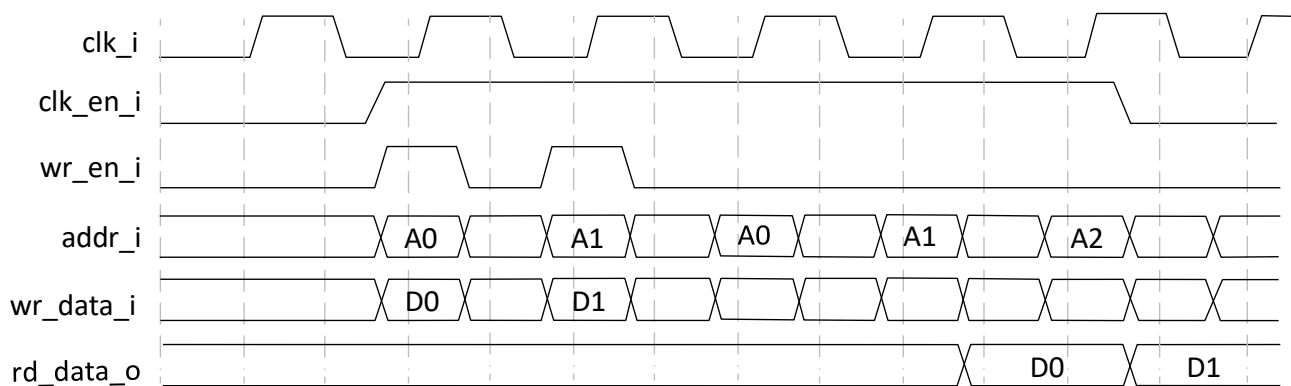 clk_i
clk_en_i
wr_en_i
addr_i A0 A1 A0 A1 A2
wr_data_i D0 D1
rd_data_o D0 D1